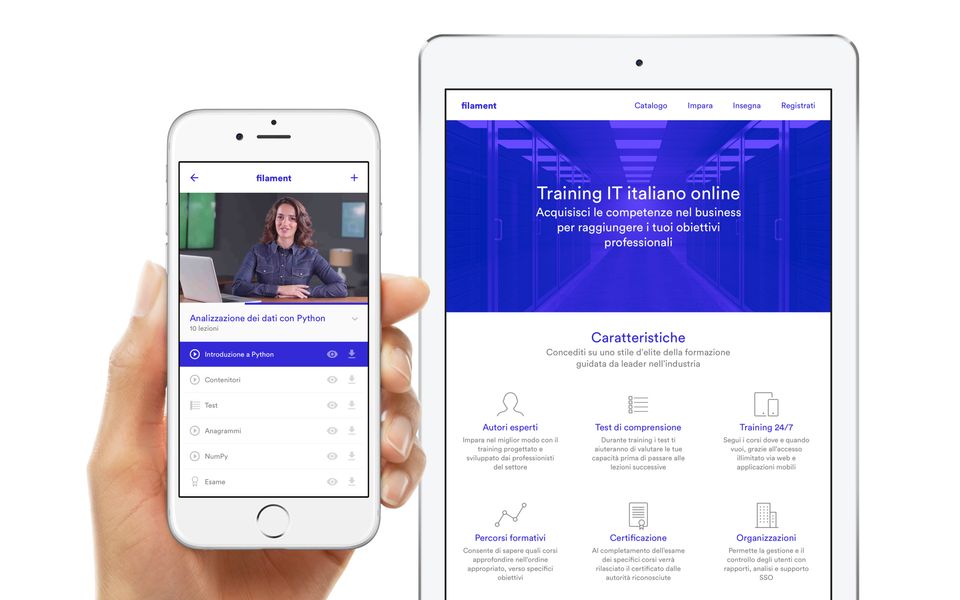 filament
Analizzazione dei dati con Python
10 lezioni
Introduzione a Python
Contenitori
Test
Anagrammi
NumPy
Esame
filament
Catalogo
Impara
Insegna
Registrati
Training IT italiano online
Acquisisci le competenze nel business
per raggiungere i tuoi obiettivi
professionali
Caratteristiche
Concediti su uno stile d'elite della formazione
guidata da leader nell'industria
Autori esperti
Impara nel miglior modo con il
training progettato e
sviluppato dai professionisti
del settore
Test di comprensione
Durante training i test ti
aiuteranno di valutare le tue
capacità prima di passare alle
lezioni successive
Training 24/7
Segui i corsi dove e quando
vuoi, grazie all'accesso
illimitato via web e
applicazioni mobili
Percorsi formativi
Consente di sapere quali corsi
approfondire nell'ordine
appropriato, verso specifici
obiettivi
Certificazione
Al completamento dell'esame
dei specifici corsi verrà
rilasciato il certificato dalle
autorità riconosciute
Organizzazioni
Permette la gestione e il
controllo degli utenti con
rapporti, analisi e supporto
SSO